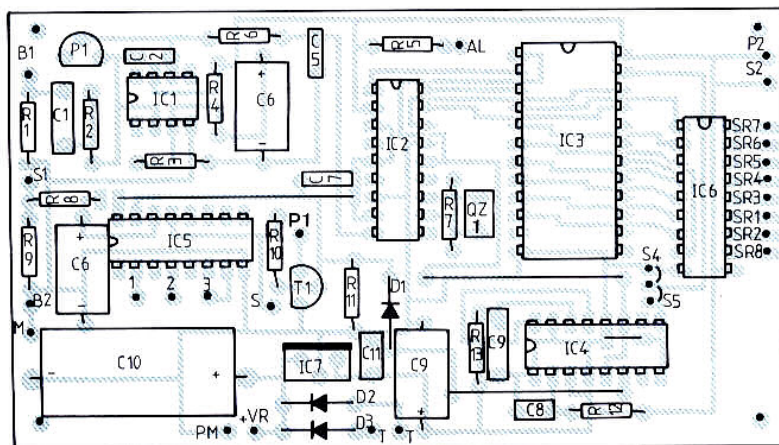 B1
P1
C2
R6
C5
R5
AL
P2
S2
R1
C1
R2
IC1
R4
C6
IC2
IC3
IC6
SR7
SR6
SR5
SR4
SR3
SR1
SR2
SR8
R3
S1
C7
R8
R7
QZ1
R9
C6
IC5
R10
P1
1
2
3
S
T1
R11
D1
S4
S5
B2
M
C10
-
+
IC7
C11
C9
R13
C9
IC4
D2
D3
C8
R12
PM
+VR
T
T